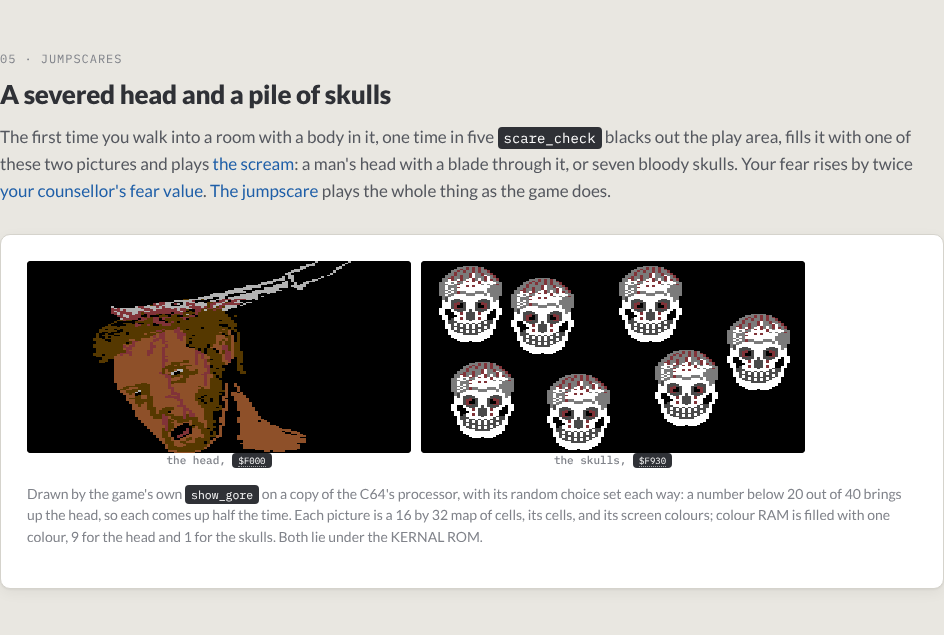 05 · JUMPSCARES
A severed head and a pile of skulls
The first time you walk into a room with a body in it, one time in five scare_check blacks out the play area, fills it with one of
these two pictures and plays the scream: a man's head with a blade through it, or seven bloody skulls. Your fear rises by twice
your counsellor's fear value. The jumpscare plays the whole thing as the game does.
the head, $F000
the skulls, $F930
Drawn by the game's own show_gore on a copy of the C64's processor, with its random choice set each way: a number below 20 out of 40 brings
up the head, so each comes up half the time. Each picture is a 16 by 32 map of cells, its cells, and its screen colours; colour RAM is filled with one
colour, 9 for the head and 1 for the skulls. Both lie under the KERNAL ROM.